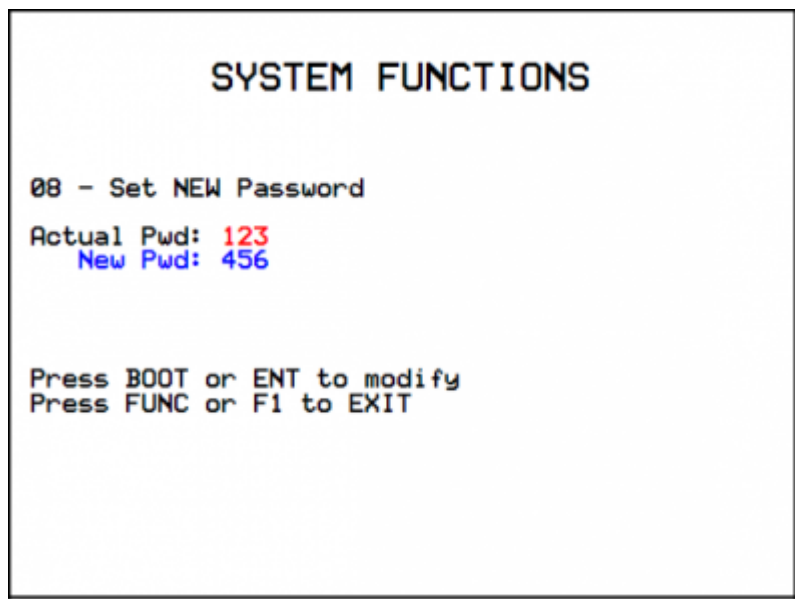 SYSTEM FUNCTIONS
08 - Set NEW Password
Actual Pwd: 123
New Pwd: 456
Press BOOT or ENT to modify
Press FUNC or F1 to EXIT